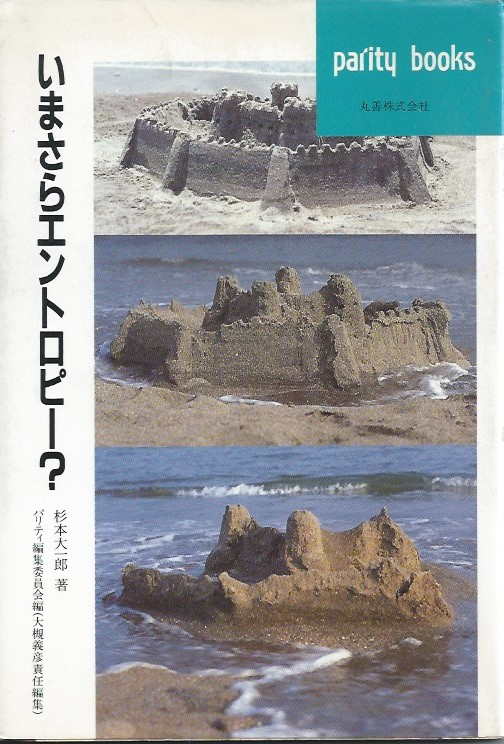 parity books
丸善株式会社
いまさらエントロピー?
杉本大一郎 著
パリティ編集委員会編(大槻義彦責任編集)